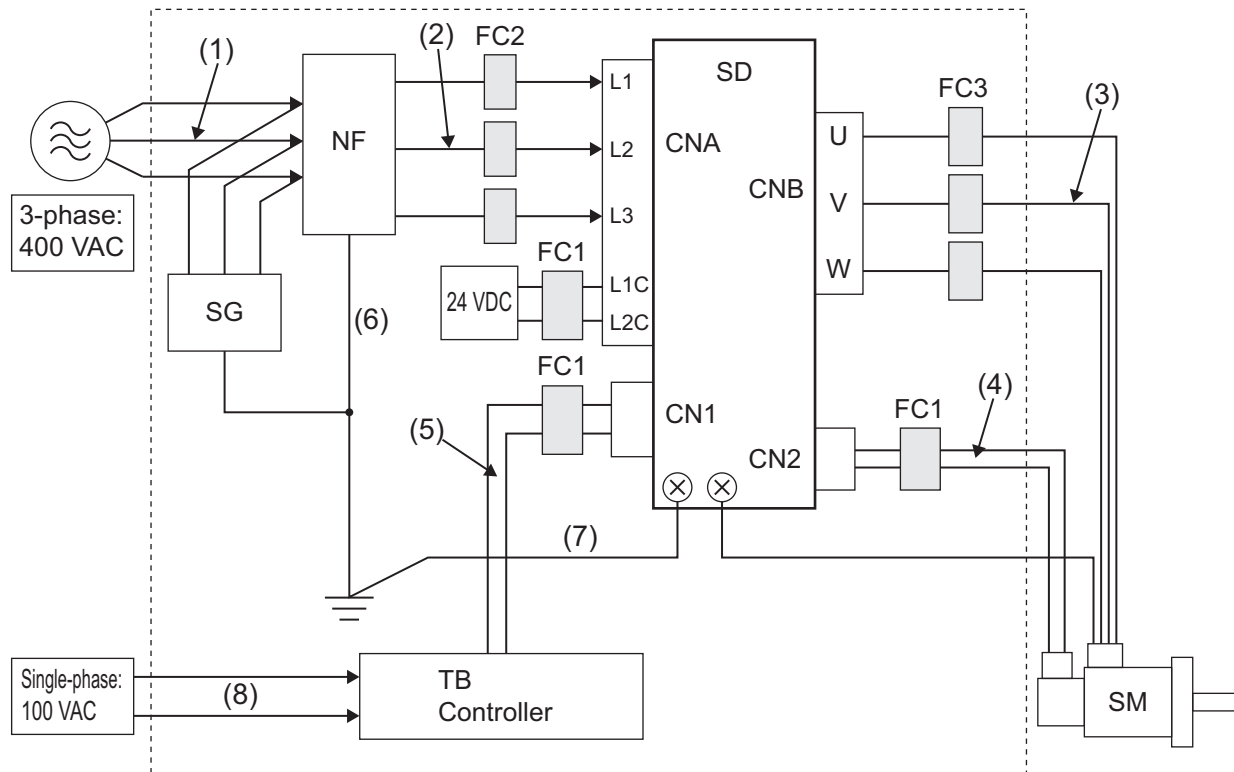 (1)
(2)
FC2
SD
FC3
(3)
NF
L1
L2
L3
CNA
CNB
U
V
W
3-phase:
400 VAC
SG
(6)
24 VDC
FC1
L1C
L2C
FC1
(5)
CN1
CN2
FC1
(4)
(7)
Single-phase:
100 VAC
(8)
TB
Controller
SM